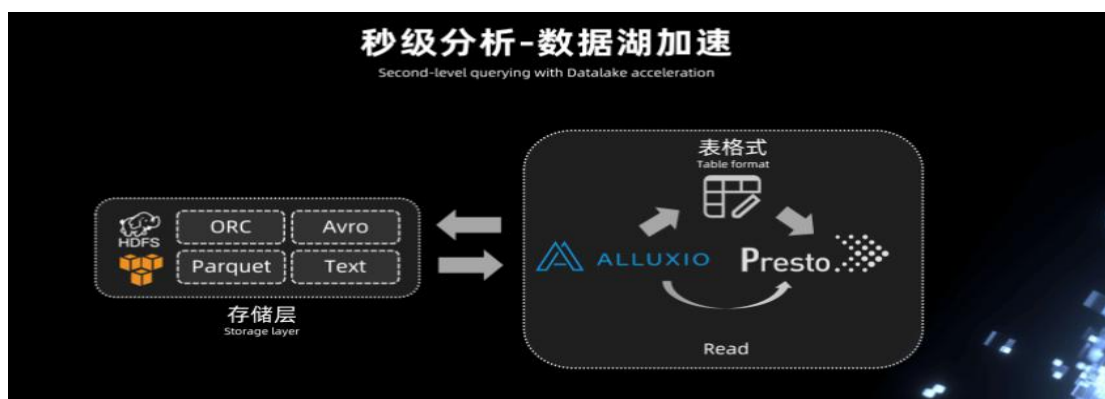 秒级分析-数据湖加速
Second-level querying with Datalake acceleration
表格式
Table format
HDFS
ORC
Avro
Parquet
Text
ALLUXIO
Presto
存储层
Storage layer
Read